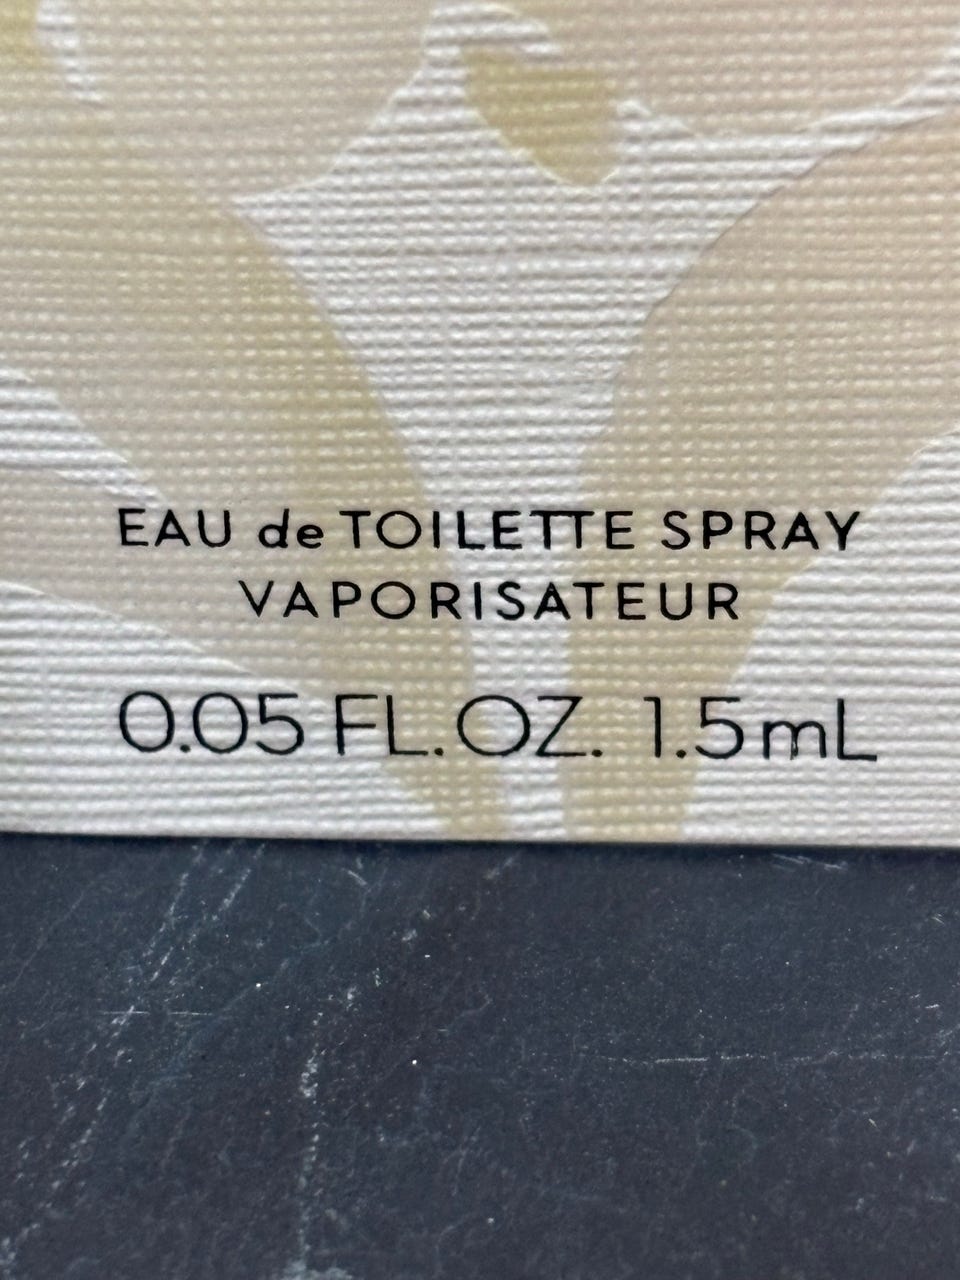 EAU de TOILETTE SPRAY
VAPORISATEUR
0.05 FL.OZ. 1.5mL